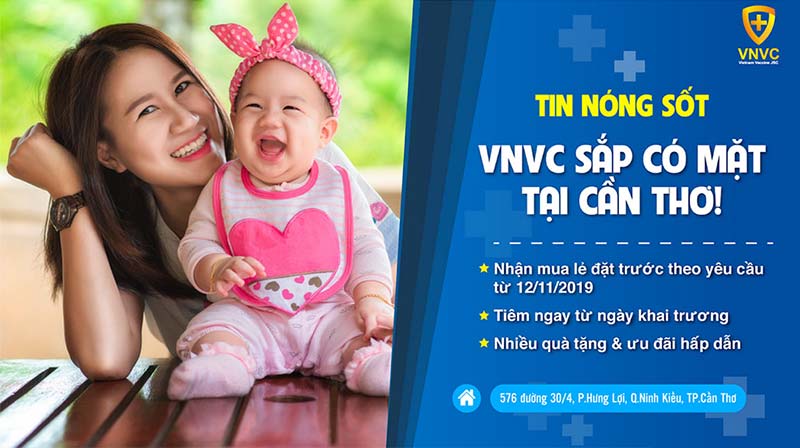 VNVC
Vietnam Vaccine JSC
TIN NÓNG SỐT
VNVC SẮP CÓ MẶT
TẠI CẦN THƠ!
Nhận mua lẻ đặt trước theo yêu cầu
từ 12/11/2019
Tiêm ngay từ ngày khai trương
Nhiều quà tặng & ưu đãi hấp dẫn
576 đường 30/4, P.Hưng Lợi, Q.Ninh Kiều, TP.Cần Thơ